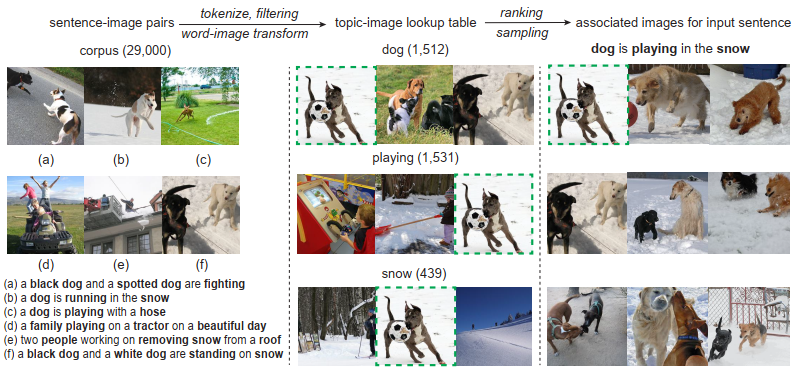 sentence-image pairs
tokenize, filtering
word-image transform
topic-image lookup table
ranking
sampling
associated images for input sentence
corpus (29,000)
dog (1,512)
dog is playing in the snow
(a) (b) (c)
playing (1,531)
(d) (e) (f)
snow (439)
(a) a black dog and a spotted dog are fighting
(b) a dog is running in the snow
(c) a dog is playing with a hose
(d) a family playing on a tractor on a beautiful day
(e) two people working on removing snow from a roof
(f) a black dog and a white dog are standing on snow